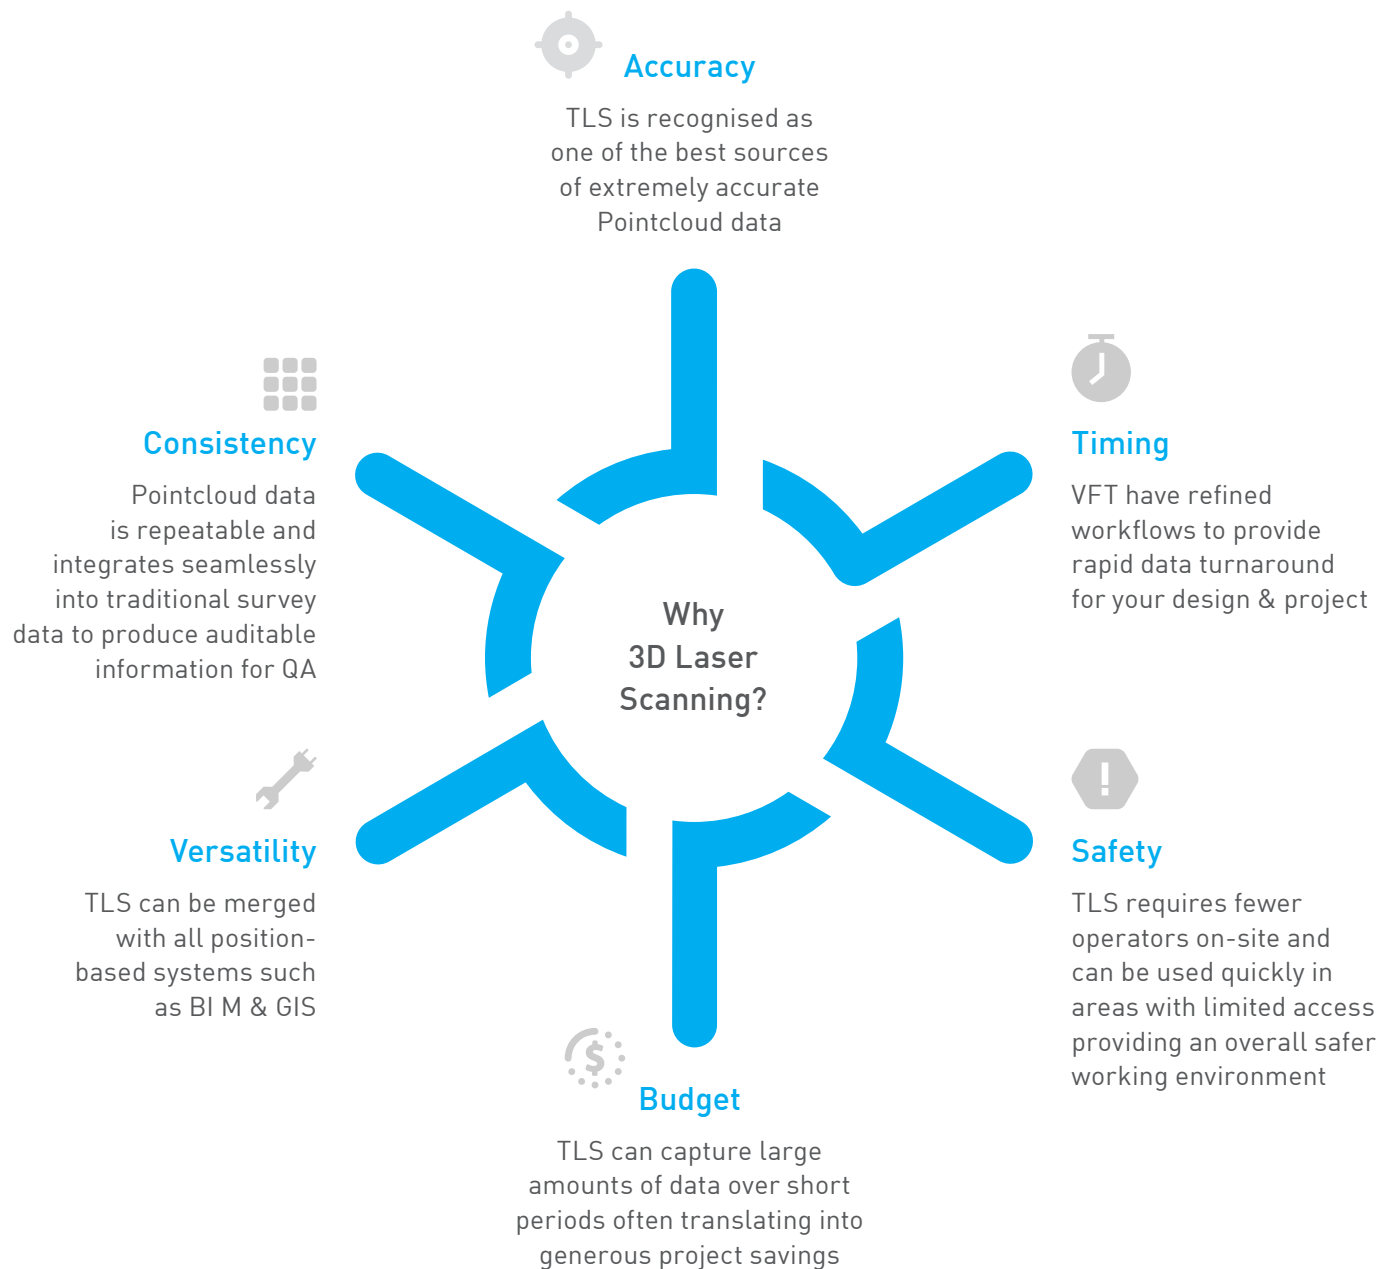 Accuracy
TLS is recognised as
one of the best sources
of extremely accurate
Pointcloud data
Timing
VFT have refined
workflows to provide
rapid data turnaround
for your design & project
Safety
TLS requires fewer
operators on-site and
can be used quickly in
areas with limited access
providing an overall safer
working environment
Budget
TLS can capture large
amounts of data over short
periods often translating into
generous project savings
Versatility
TLS can be merged
with all position-
based systems such
as BI M & GIS
Consistency
Pointcloud data
is repeatable and
integrates seamlessly
into traditional survey
data to produce auditable
information for QA
Why
3D Laser
Scanning?